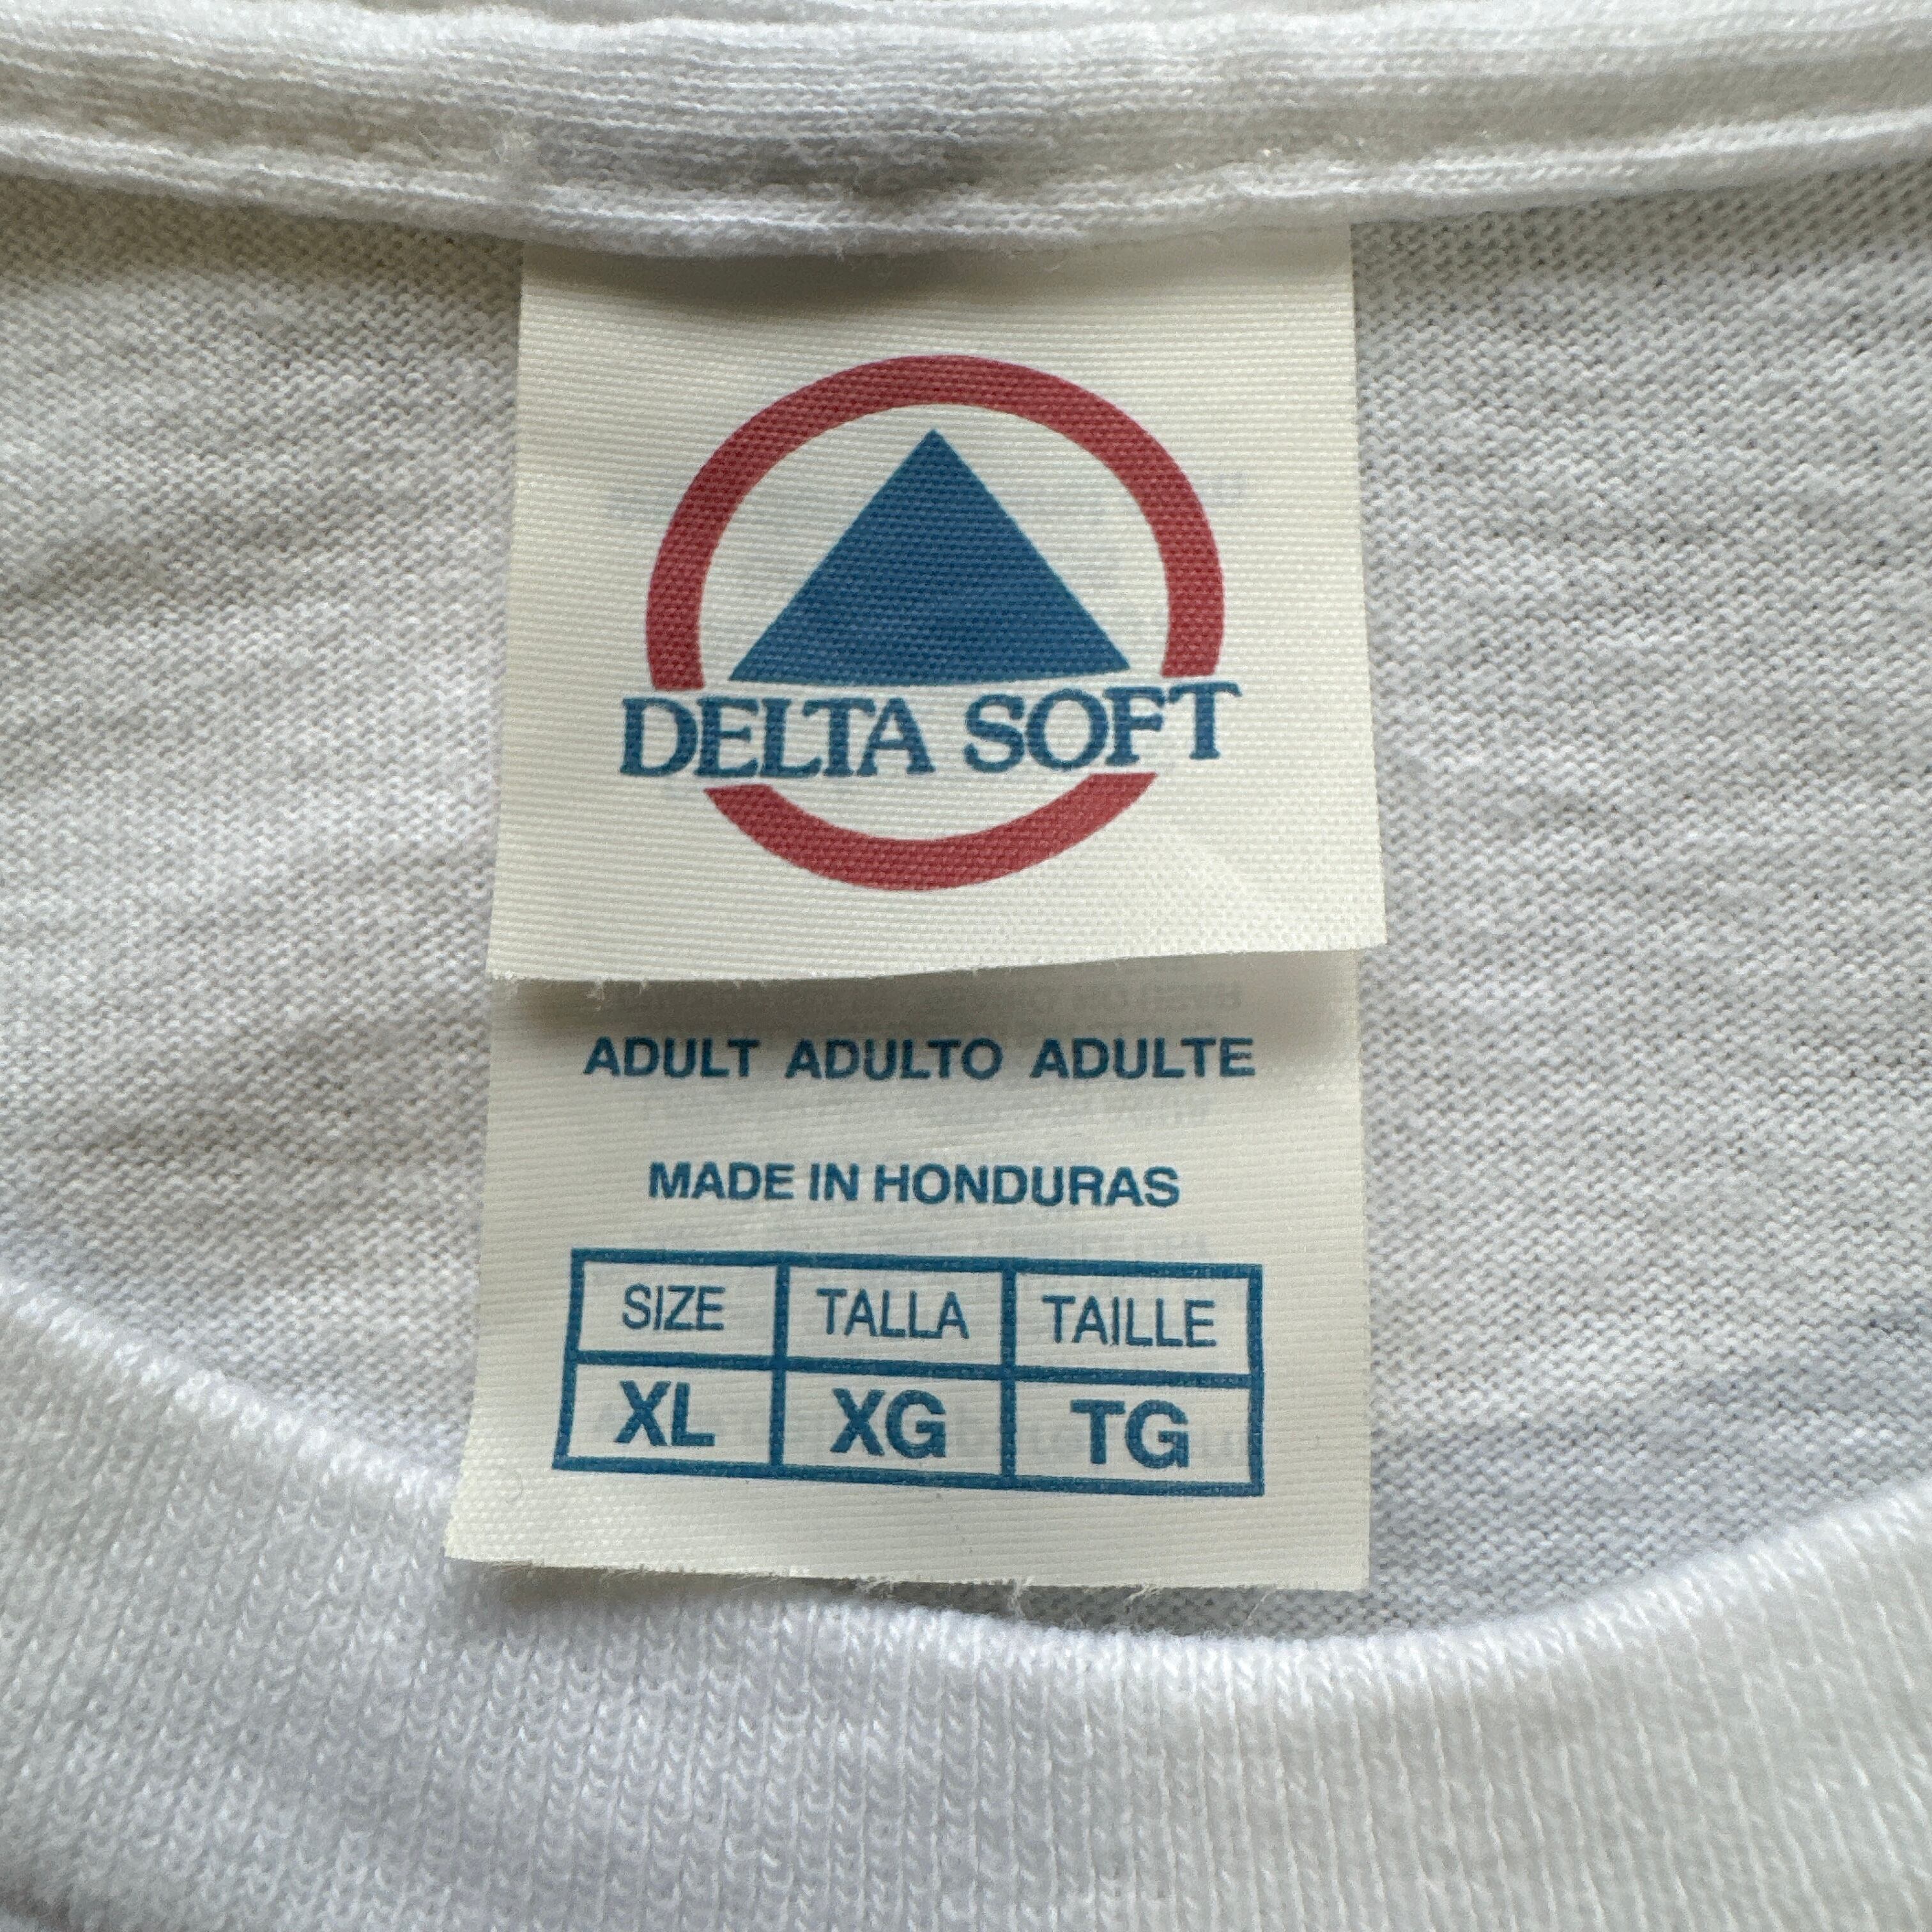 DELTA SOFT
ADULT ADULTO ADULTE
MADE IN HONDURAS
SIZE TALLA TAILLE
XL XG TG